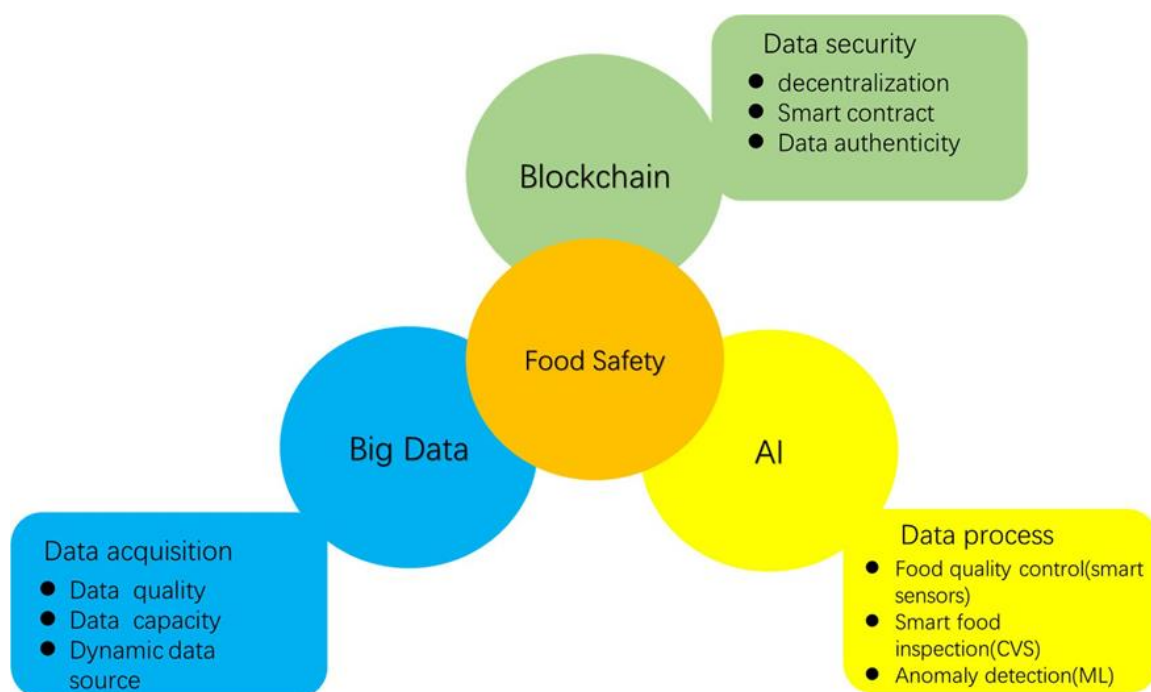 Data security
● decentralization
● Smart contract
● Data authenticity
Blockchain
Food Safety
Big Data
AI
Data acquisition
● Data quality
● Data capacity
● Dynamic data
source
Data process
● Food quality control(smart
sensors)
● Smart food
inspection(CVS)
● Anomaly detection(ML)